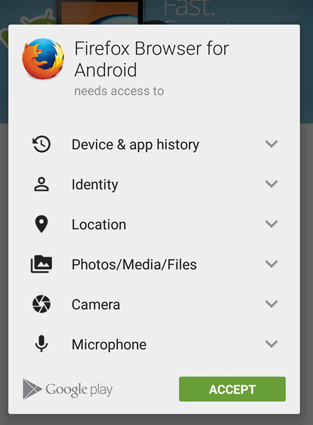 Fast.
Firefox Browser for
Android
needs access to
Device & app history
Identity
Location
Photos/Media/Files
Camera
Microphone
Google play
ACCEPT